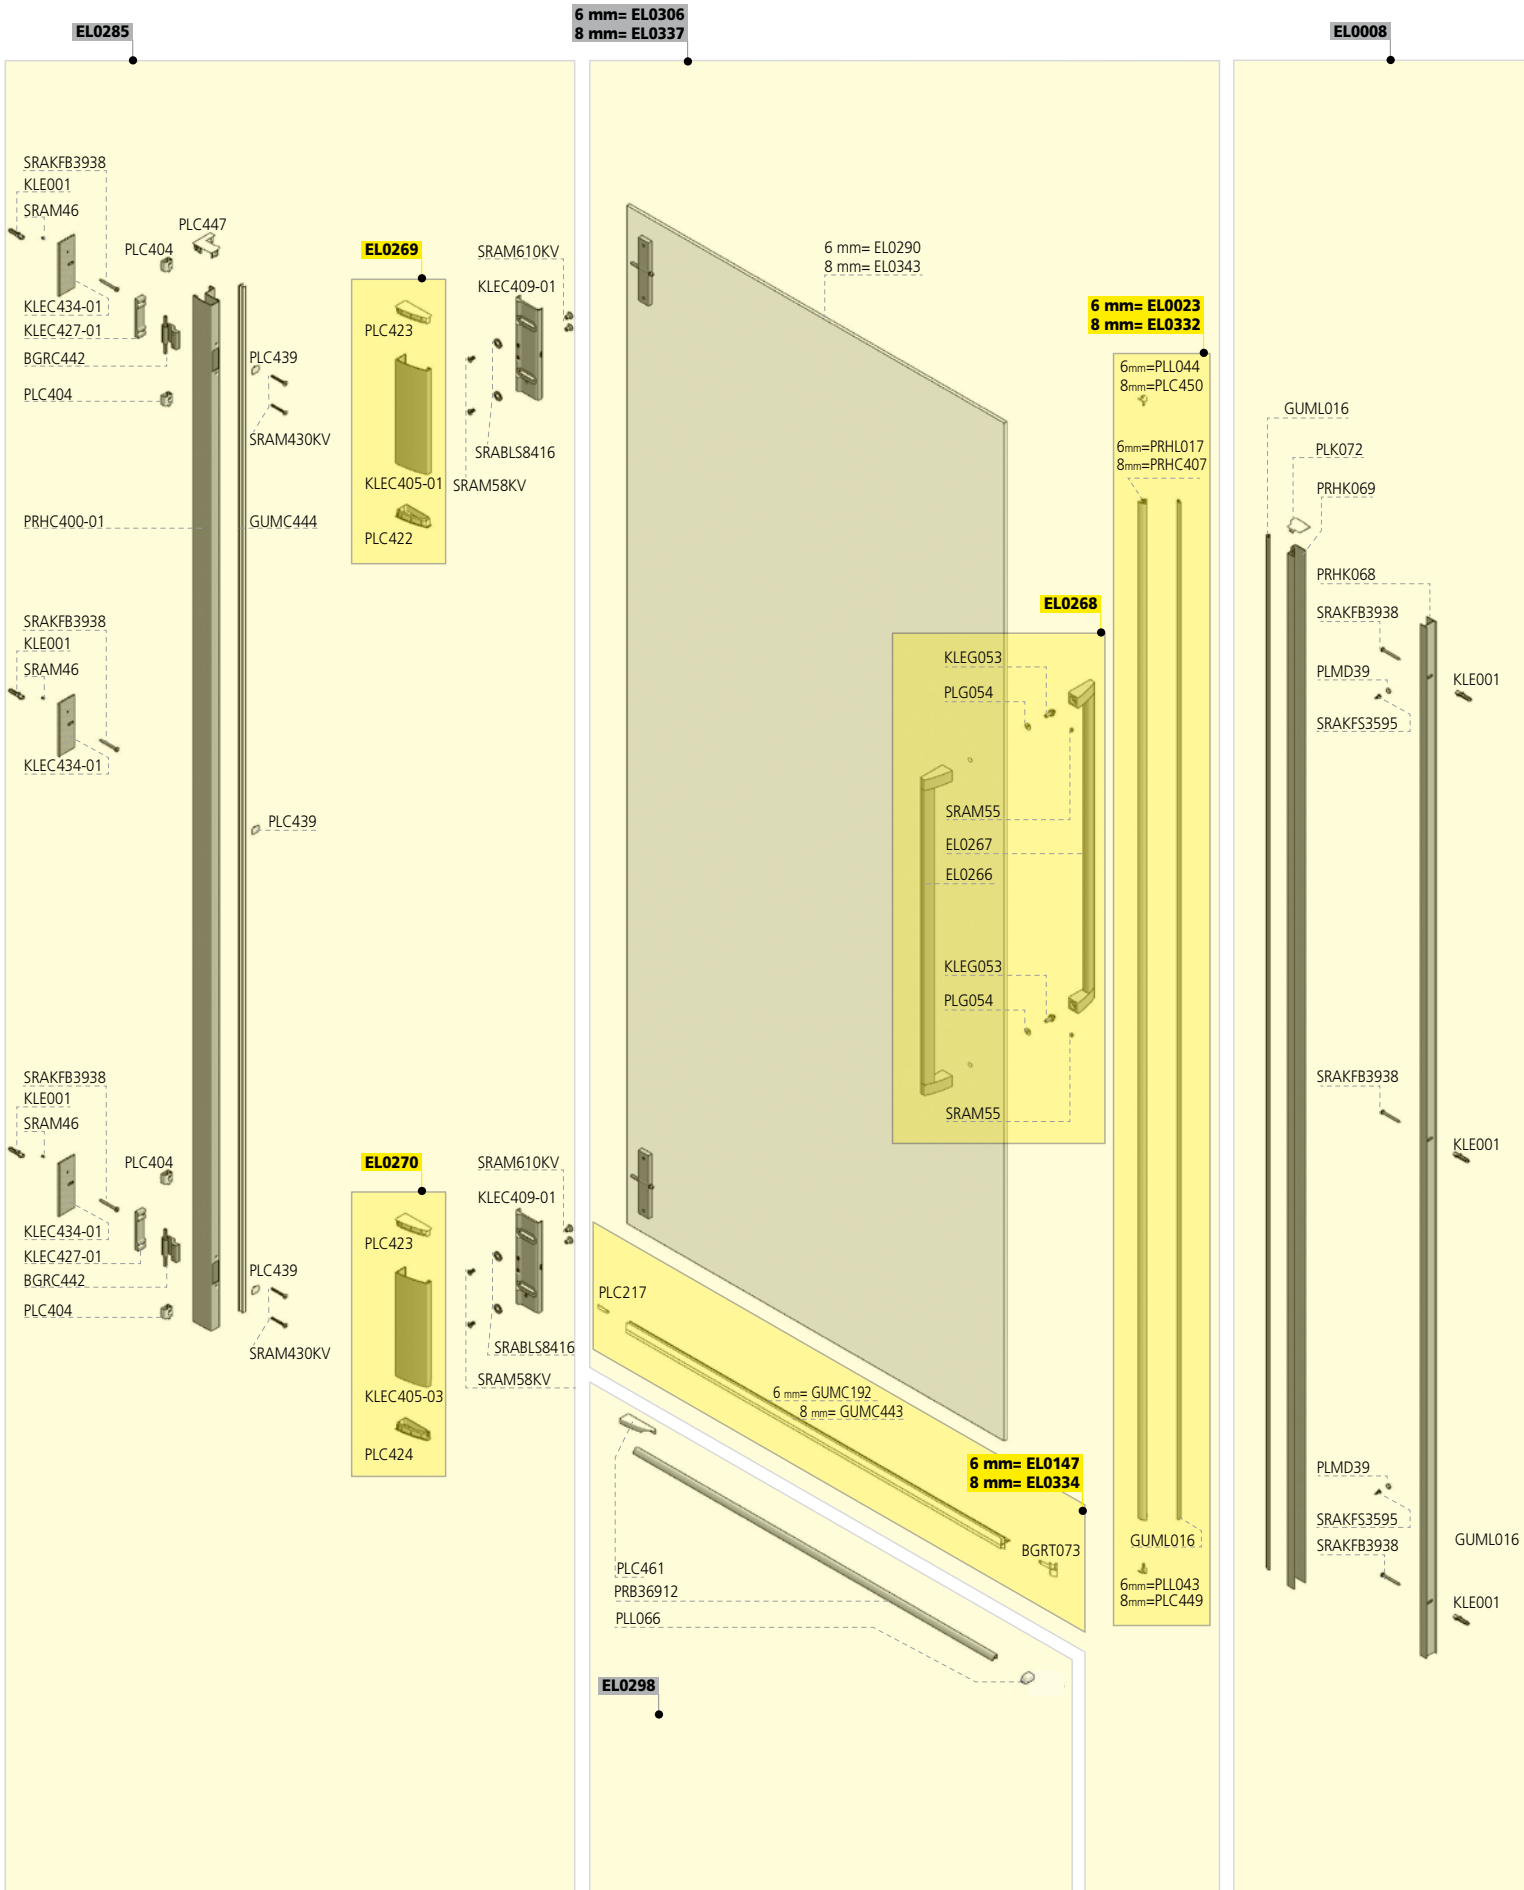 EL0285
6 mm= EL0306
8 mm= EL0337
EL0008
SRAKFB3938
KLE001
SRAM46
PLC447
PLC404
KLEC434-01
KLEC427-01
BGRC442
PLC404
PLC439
SRAM430KV
PRHC400-01
GUMC444
EL0269
PLC423
KLEC405-01
PLC422
SRAM610KV
KLEC409-01
SRABLS8416
SRAM58KV
SRAKFB3938
KLE001
SRAM46
KLEC434-01
PLC439
SRAKFB3938
KLE001
SRAM46
PLC404
KLEC434-01
KLEC427-01
BGRC442
PLC404
PLC439
SRAM430KV
EL0270
PLC423
KLEC405-03
PLC424
SRAM610KV
KLEC409-01
SRABLS8416
SRAM58KV
6 mm= EL0290
8 mm= EL0343
6 mm= EL0023
8 mm= EL0332
6mm=PLL044
8mm=PLC450
6mm=PRHL017
8mm=PRHC407
EL0268
KLEG053
PLG054
SRAM55
EL0267
EL0266
KLEG053
PLG054
SRAM55
GUML016
6mm=PLL043
8mm=PLC449
PLC217
6 mm= GUMC192
8 mm= GUMC443
6 mm= EL0147
8 mm= EL0334
BGRT073
PLC461
PRB36912
PLL066
EL0298
GUML016
PLK072
PRHK069
PRHK068
SRAKFB3938
PLMD39
SRAKFS3595
KLE001
SRAKFB3938
KLE001
PLMD39
SRAKFS3595
SRAKFB3938
GUML016
KLE001